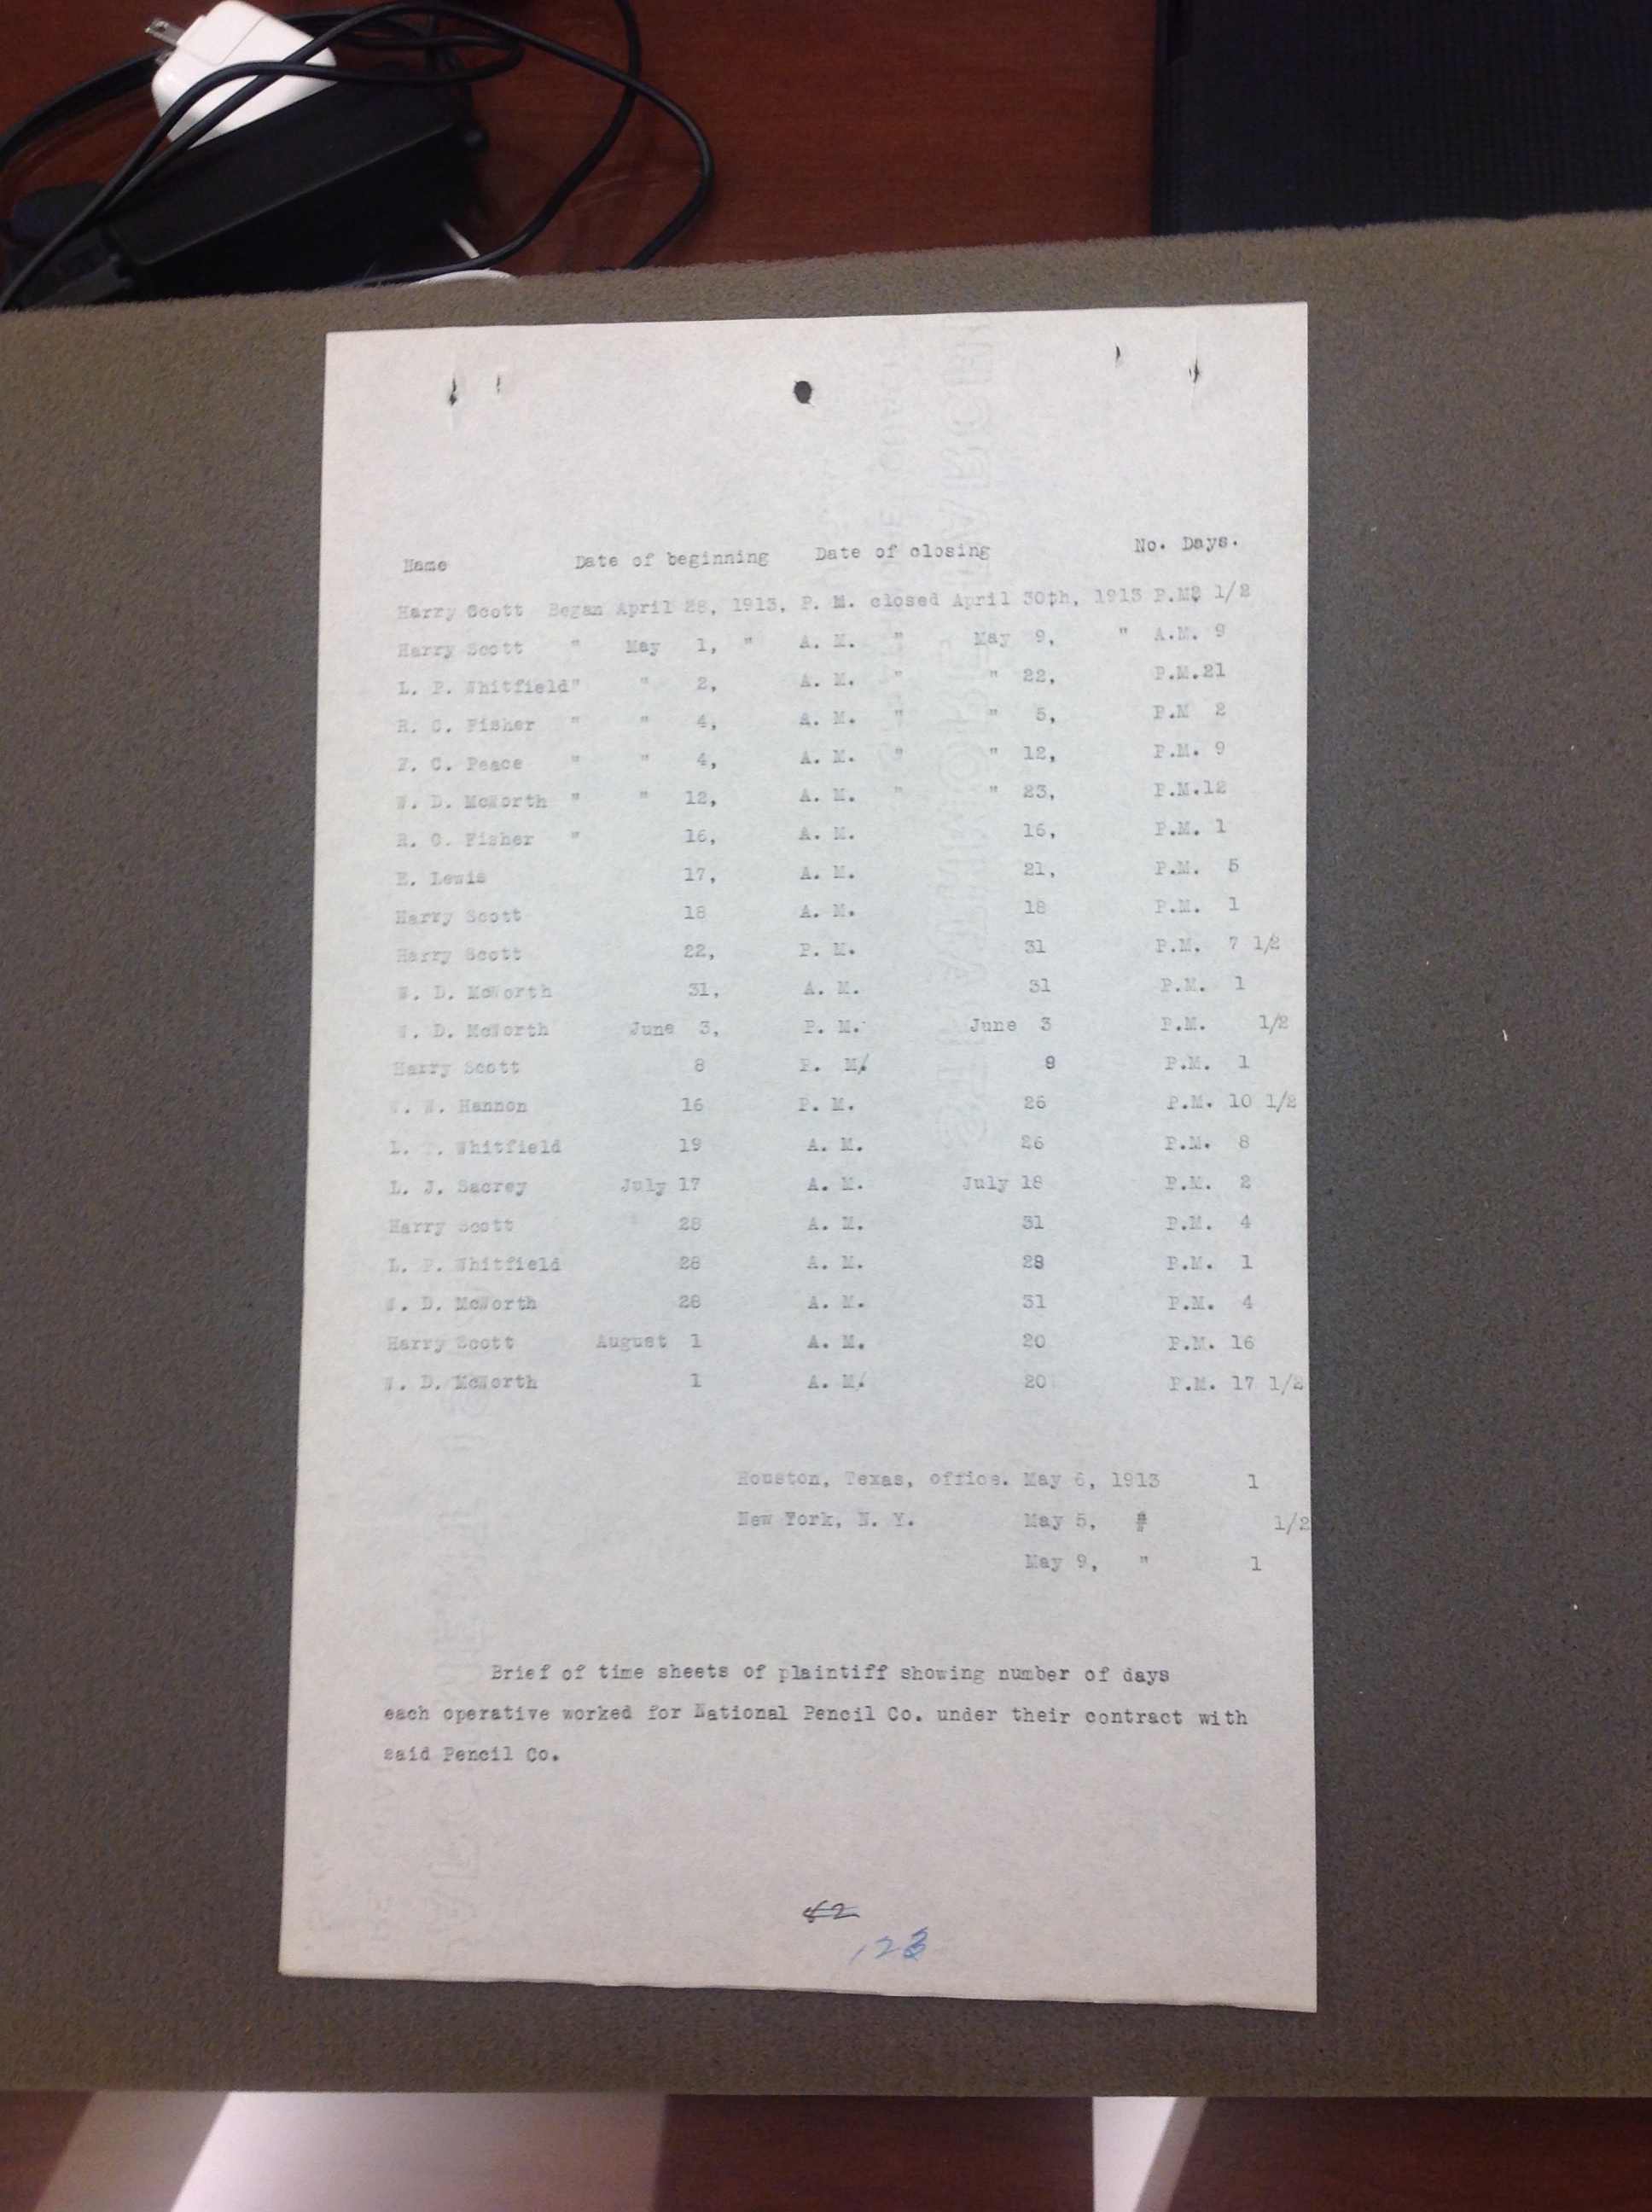 Name Date of beginning Date of closing No. Days.
Harry Scott Began April 28, 1913, P. M. closed April 30th, 1913 P.M. 2 1/2
Harry Scott " May 1, " A. M. " May 9, " A.M. 9
L. P. Whitfield" " 2, A. M. " " 22, P.M.21
R. C. Fisher " " 4, A. M. " " 5, P.M 2
F. C. Peace " " 4, A. M. " " 12, P.M. 9
W. D. McWorth " " 12, A. M. " " 23, P.M.12
R. C. Fisher " 16, A. M. 16, P.M. 1
E. Lewis 17, A. M. 21, P.M. 5
Harry Scott 18 A. M. 18 P.M. 1
Harry Scott 22, P. M. 31 P.M. 7 1/2
W. D. McWorth 31, A. M. 31 P.M. 1
W. D. McWorth June 3, P. M. June 3 P.M. 1/2
Harry Scott 8 P. M/ 9 P.M. 1
W. W. Hannon 16 P. M. 26 P.M. 10 1/2
L. P. Whitfield 19 A. M. 26 P.M. 8
L. J. Sacrey July 17 A. M. July 18 P.M. 2
Harry Scott 28 A. M. 31 P.M. 4
L. P. Whitfield 28 A. M. 28 P.M. 1
W. D. McWorth 28 A. M. 31 P.M. 4
Harry Scott August 1 A. M. 20 P.M. 16
W. D. McWorth 1 A. M/ 20 P.M. 17 1/2
Houston, Texas, office. May 6, 1913 1
New York, N. Y. May 5, # 1/2
May 9, " 1
Brief of time sheets of plaintiff showing number of days
each operative worked for National Pencil Co. under their contract with
said Pencil Co.
82
123